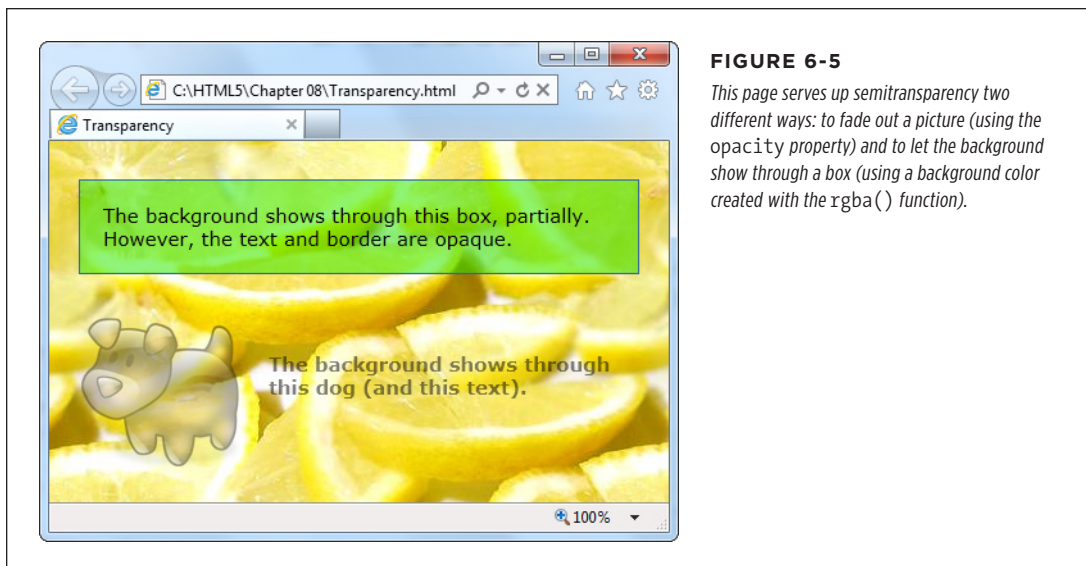 C:\HTML5\Chapter 08\Transparency.html
Transparency
The background shows through this box, partially.
However, the text and border are opaque.
The background shows through
this dog (and this text).
100%
FIGURE 6-5
This page serves up semitransparency two
different ways: to fade out a picture (using the
opacity property) and to let the background
show through a box (using a background color
created with the rgba() function).